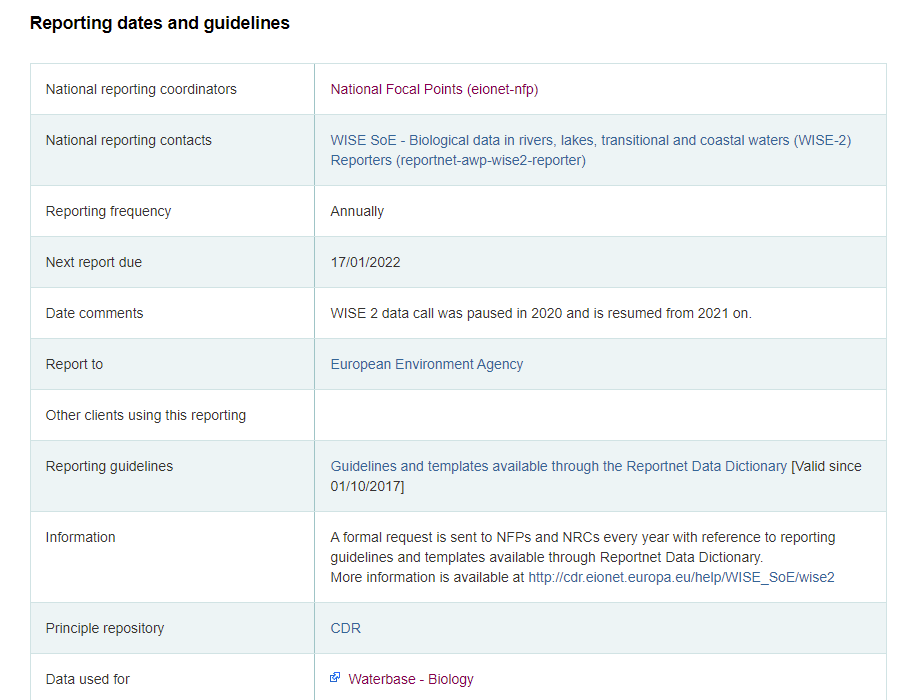 Reporting dates and guidelines
National reporting coordinators
National Focal Points (eionet-nfp)
National reporting contacts
WISE SoE - Biological data in rivers, lakes, transitional and coastal waters (WISE-2)
Reporters (reportnet-awp-wise2-reporter)
Reporting frequency
Annually
Next report due
17/01/2022
Date comments
WISE 2 data call was paused in 2020 and is resumed from 2021 on.
Report to
European Environment Agency
Other clients using this reporting
Reporting guidelines
Guidelines and templates available through the Reportnet Data Dictionary [Valid since
01/10/2017]
Information
A formal request is sent to NFPs and NRCs every year with reference to reporting
guidelines and templates available through Reportnet Data Dictionary.
More information is available at http://cdr.eionet.europa.eu/help/WISE_SoE/wise2
Principle repository
CDR
Data used for
Waterbase - Biology